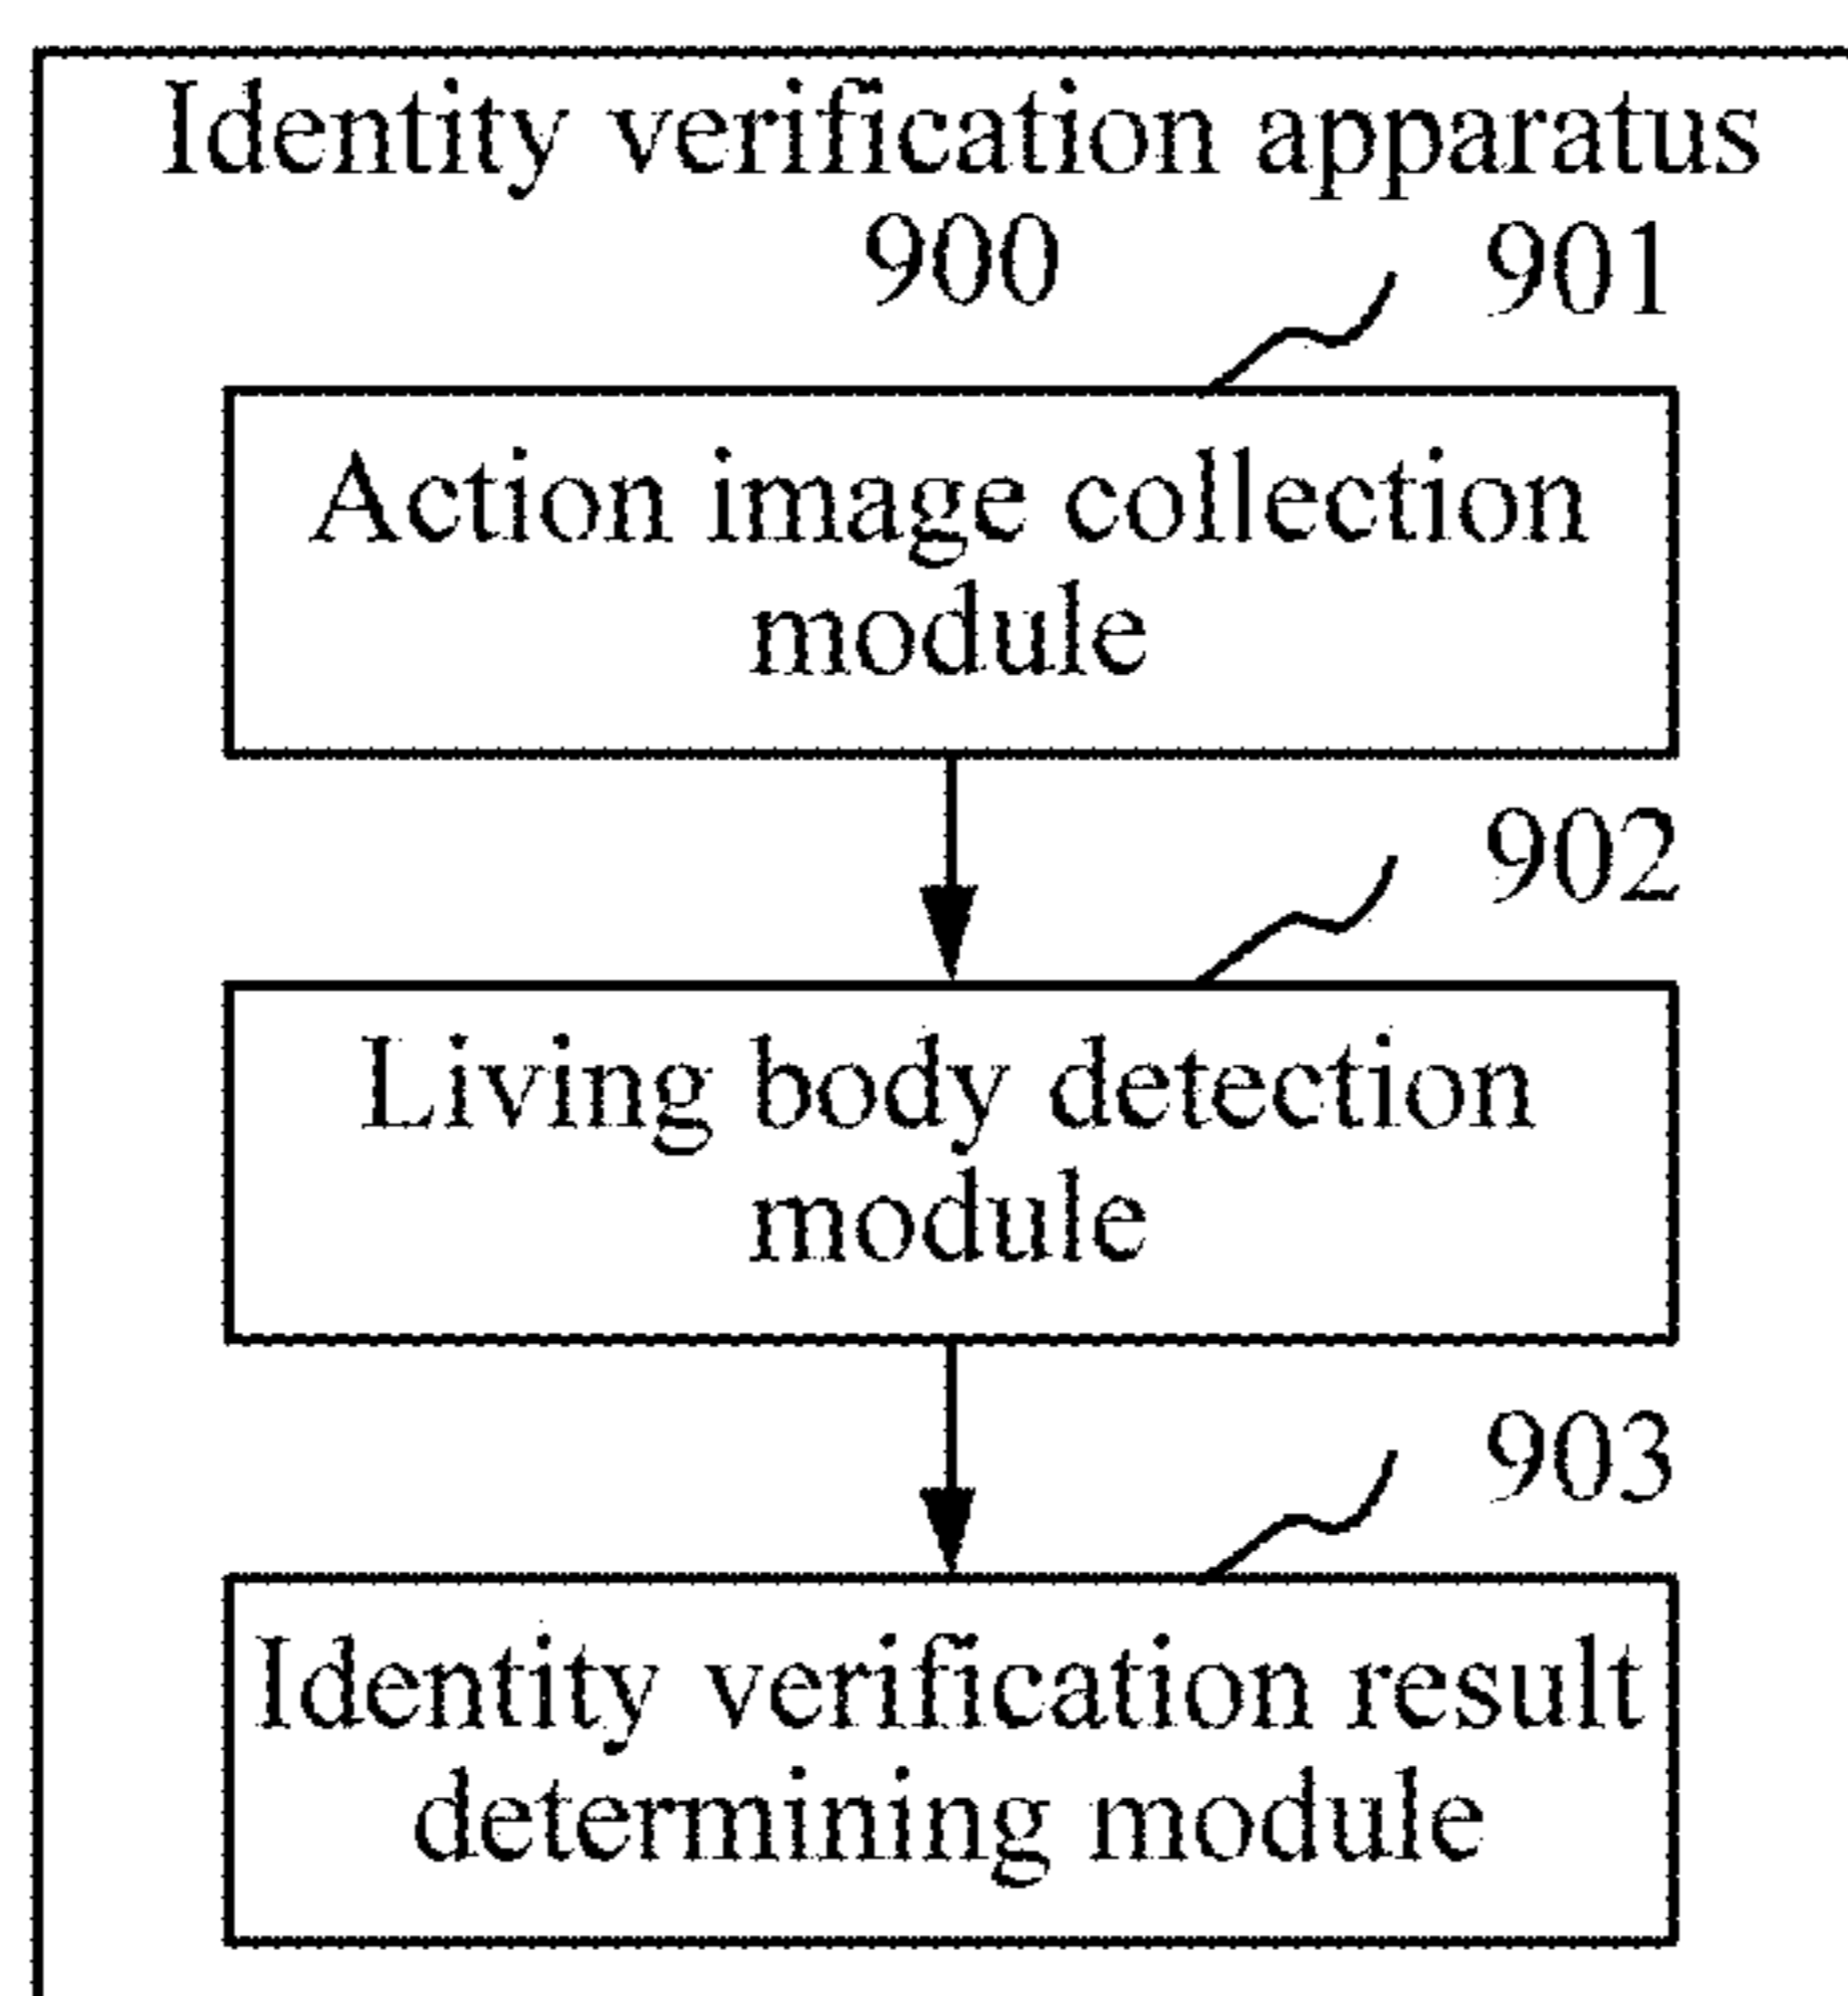 Identity verification apparatus
900
901
Action image collection
module
902
Living body detection
module
903
Identity verification result
determining module